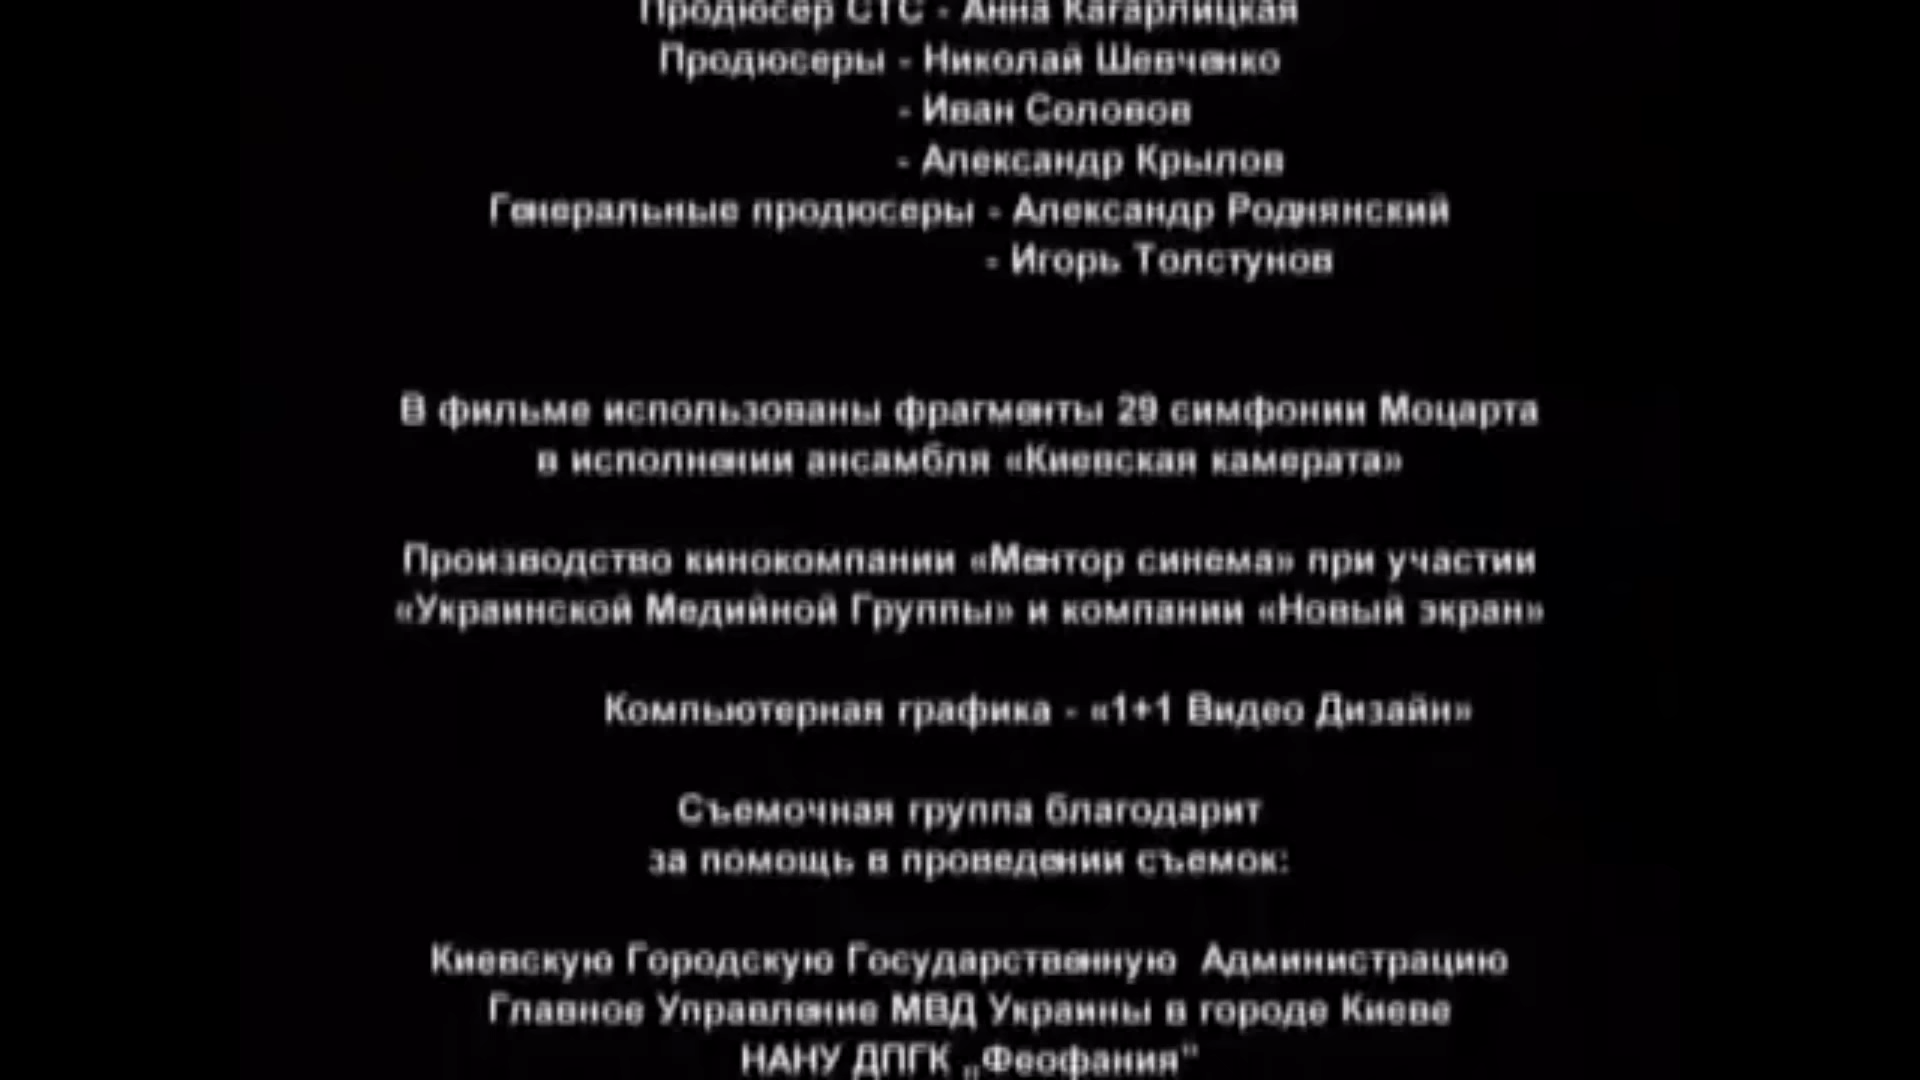 Продюсер СТС - Анна Кагарлицкая
Продюсеры - Николай Шевченко
- Иван Соловов
- Александр Крылов
Генеральные продюсеры - Александр Роднянский
- Игорь Толстунов
В фильме использованы фрагменты 29 симфонии Моцарта
в исполнении ансамбля «Киевская камерата»
Производство кинокомпании «Ментор синема» при участии
«Украинской Медийной Группы» и компании «Новый экран»
Компьютерная графика - «1+1 Видео Дизайн»
Съемочная группа благодарит
за помощь в проведении съемок:
Киевскую Городскую Государственную Администрацию
Главное Управление МВД Украины в городе Киеве
НАНУ ДПГК „Феофания"